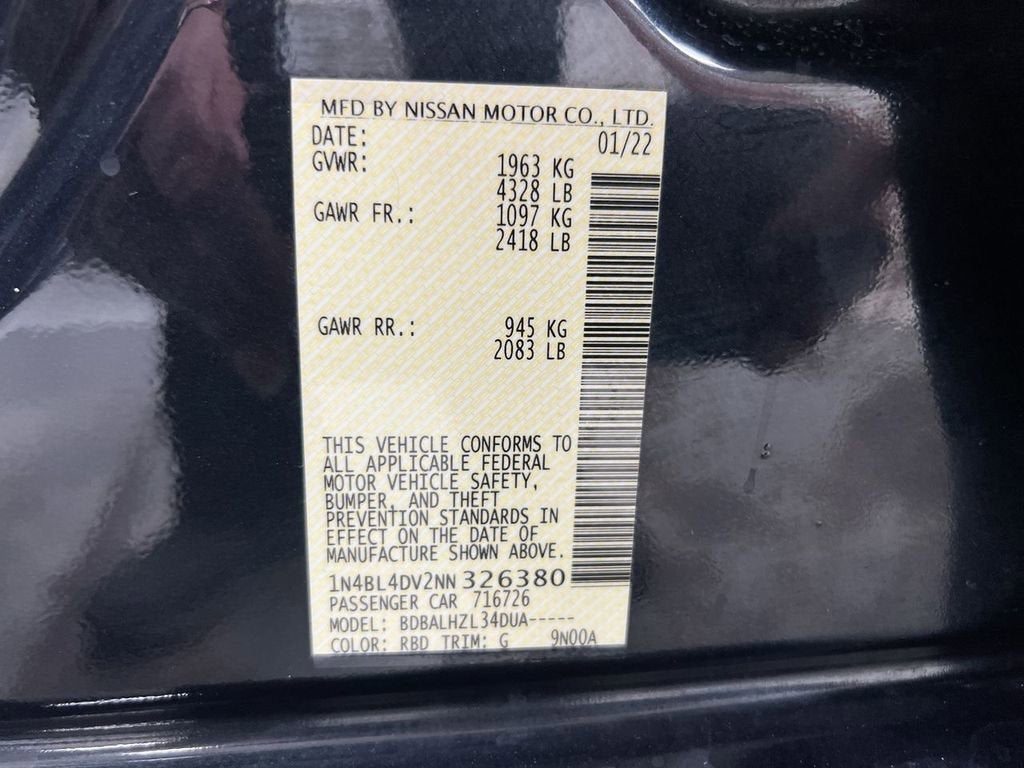 MFD BY NISSAN MOTOR CO., LTD.
DATE: 01/22
GVWR: 1963 KG
4328 LB
GAWR FR.: 1097 KG
2418 LB
GAWR RR.: 945 KG
2083 LB
THIS VEHICLE CONFORMS TO
ALL APPLICABLE FEDERAL
MOTOR VEHICLE SAFETY,
BUMPER, AND THEFT
PREVENTION STANDARDS IN
EFFECT ON THE DATE OF
MANUFACTURE SHOWN ABOVE.
1N4BL4DV2NN326380
PASSENGER CAR 716726
MODEL: BDBALHZL34DUA-----
COLOR: RBD TRIM: G 9N00A